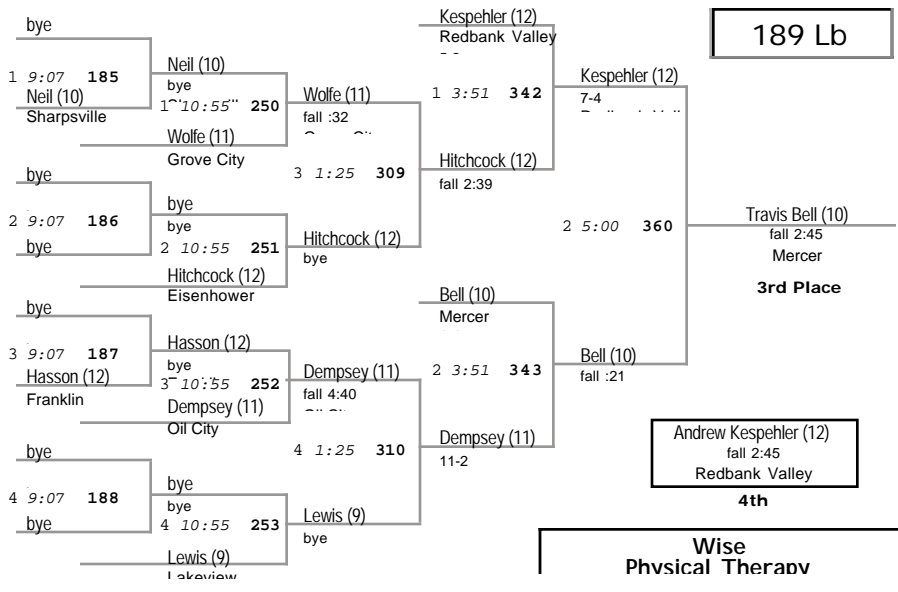 189 Lb
bye
1 9:07 185
Neil (10)
Sharpsville
bye
2 9:07 186
bye
bye
3 9:07 187
Hasson (12)
Franklin
bye
4 9:07 188
bye
Neil (10)
bye
1 10:55 250
Wolfe (11)
Grove City
bye
bye
2 10:55 251
Hitchcock (12)
Eisenhower
Hasson (12)
bye
3 10:55 252
Dempsey (11)
Oil City
bye
bye
4 10:55 253
Lewis (9)
Lakeview
Wolfe (11)
fall :32
3 1:25 309
Hitchcock (12)
bye
Dempsey (11)
fall 4:40
4 1:25 310
Lewis (9)
bye
Kespehler (12)
Redbank Valley
1 3:51 342
Hitchcock (12)
fall 2:39
Bell (10)
Mercer
2 3:51 343
Dempsey (11)
11-2
Kespehler (12)
7-4
2 5:00 360
Bell (10)
fall :21
Travis Bell (10)
fall 2:45
Mercer
3rd Place
Andrew Kespehler (12)
fall 2:45
Redbank Valley
4th
Wise
Physical Therapy